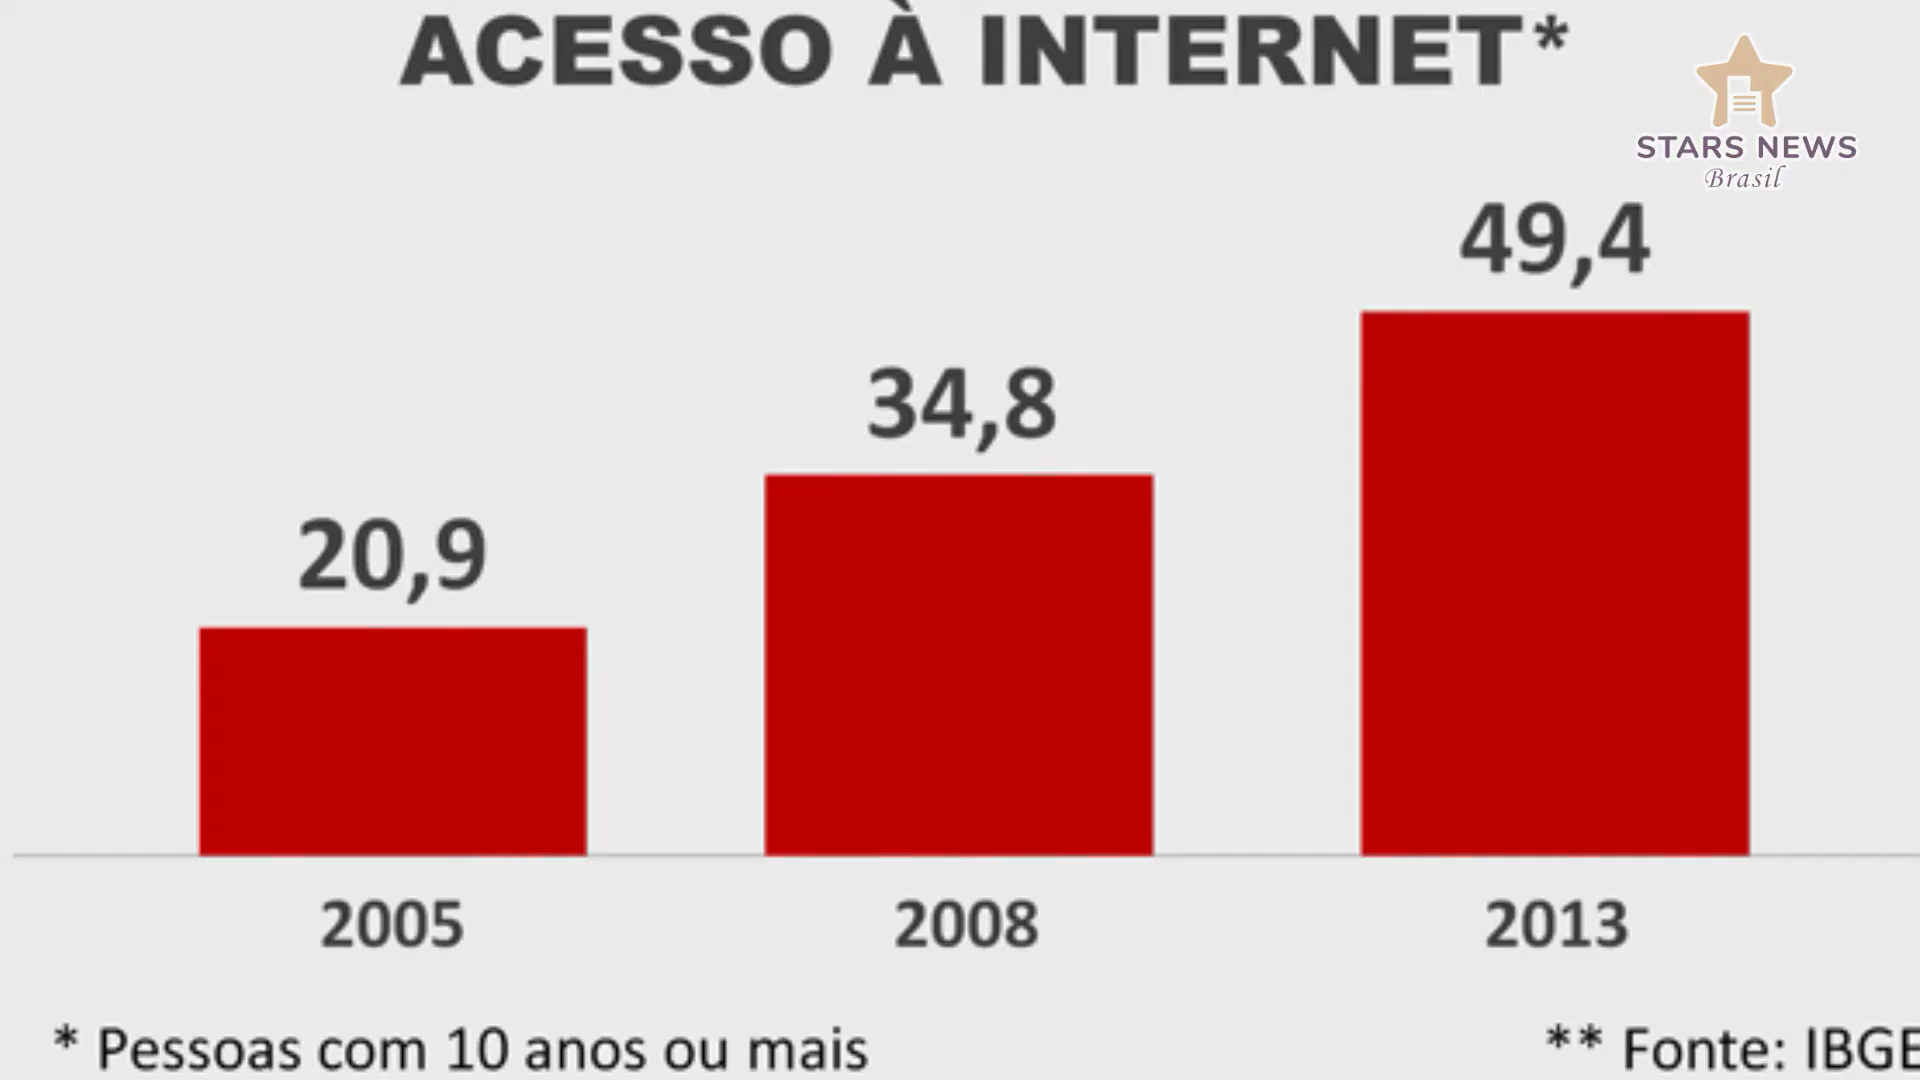 ACESSO À INTERNET*
STARS NEWS
Brasil
49,4
34,8
20,9
2005 2008 2013
* Pessoas com 10 anos ou mais ** Fonte: IBGE